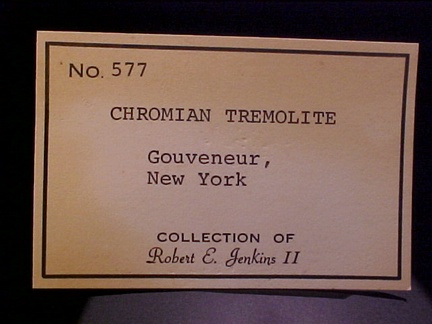 No. 577
CHROMIAN TREMOLITE
Gouveneur,
New York
COLLECTION OF
Robert E. Jenkins II